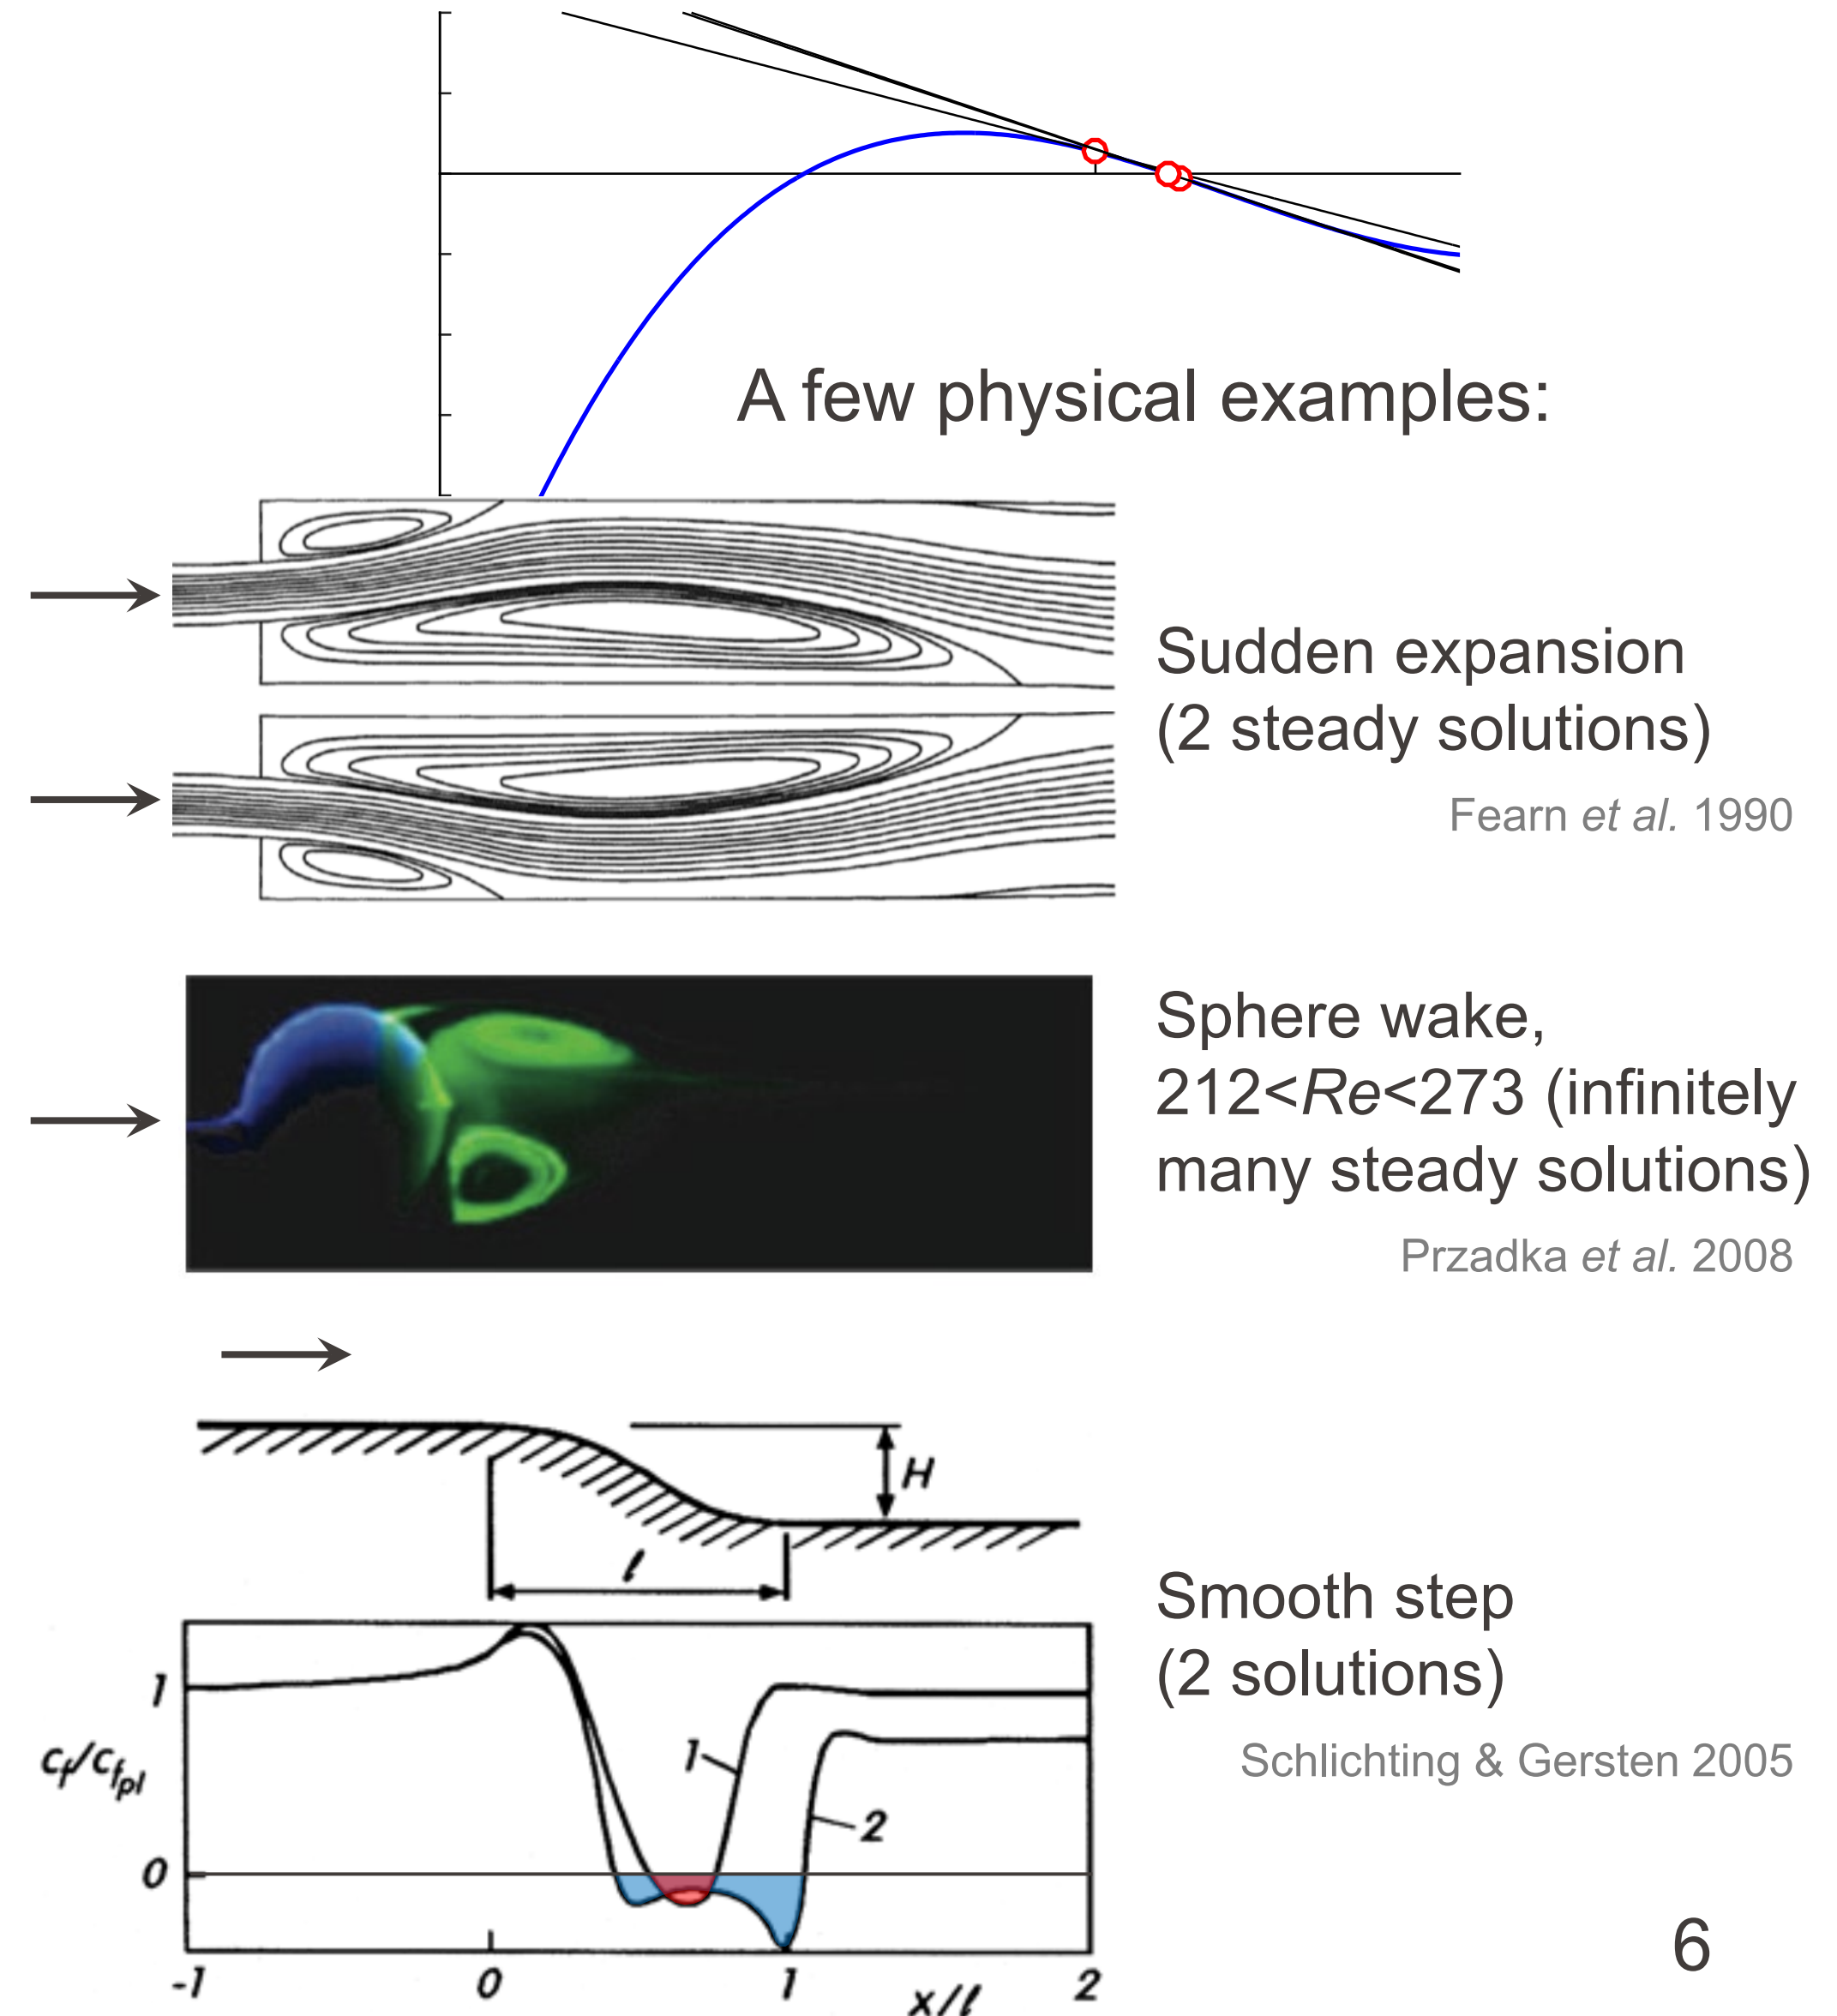 A few physical examples:
Sudden expansion
(2 steady solutions)
Fearn et al. 1990
Sphere wake,
212<Re<273 (infinitely
many steady solutions)
Przadka et al. 2008
H
l
Smooth step
(2 solutions)
Schlichting & Gersten 2005
1
cf/cfpl
1
2
0
-1 0 1 x/l 2
6